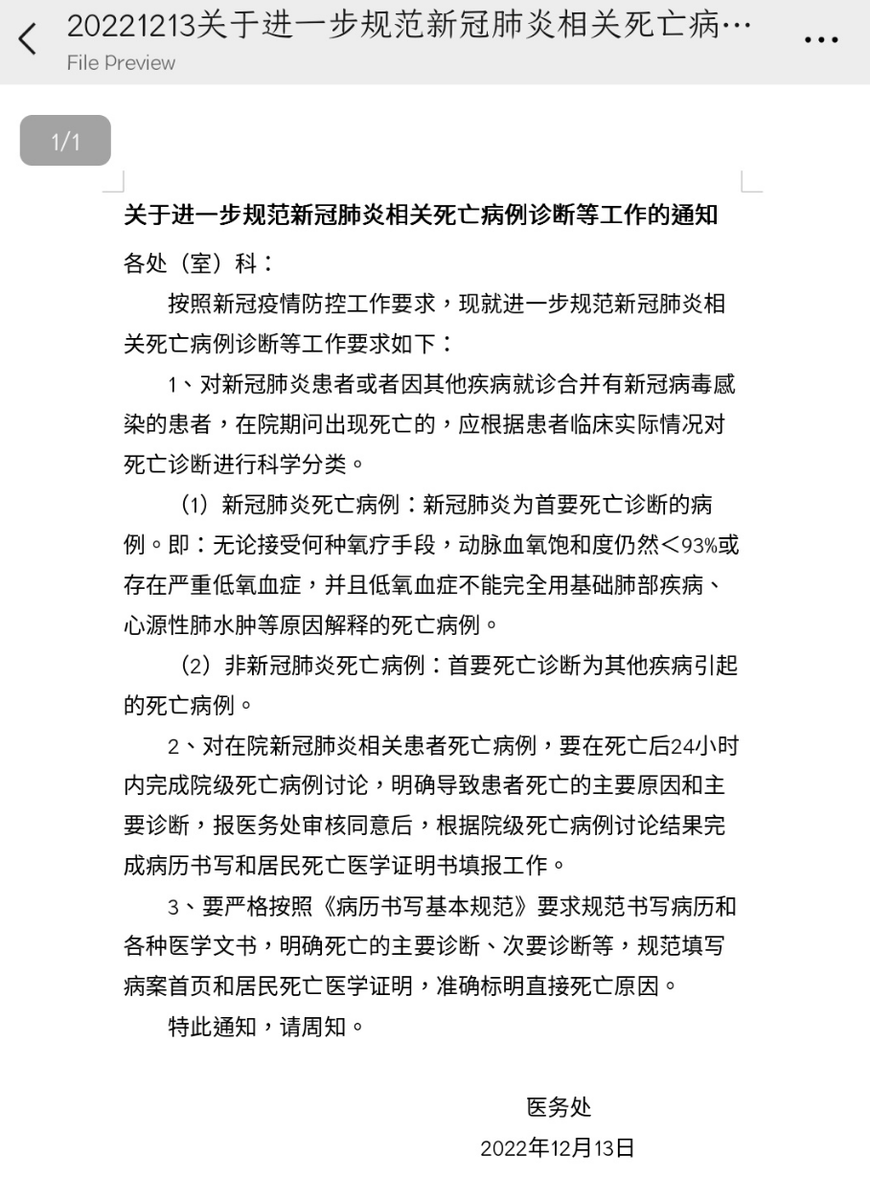 20221213关于进一步规范新冠肺炎相关死亡病…
File Preview
1/1
关于进一步规范新冠肺炎相关死亡病例诊断等工作的通知
各处（室）科：
按照新冠疫情防控工作要求，现就进一步规范新冠肺炎相
关死亡病例诊断等工作要求如下：
1、对新冠肺炎患者或者因其他疾病就诊合并有新冠病毒感
染的患者，在院期间出现死亡的，应根据患者临床实际情况对
死亡诊断进行科学分类。
（1）新冠肺炎死亡病例：新冠肺炎为首要死亡诊断的病
例。即：无论接受何种氧疗手段，动脉血氧饱和度仍然＜93%或
存在严重低氧血症，并且低氧血症不能完全用基础肺部疾病、
心源性肺水肿等原因解释的死亡病例。
（2）非新冠肺炎死亡病例：首要死亡诊断为其他疾病引起
的死亡病例。
2、对在院新冠肺炎相关患者死亡病例，要在死亡后24小时
内完成院级死亡病例讨论，明确导致患者死亡的主要原因和主
要诊断，报医务处审核同意后，根据院级死亡病例讨论结果完
成病历书写和居民死亡医学证明书填报工作。
3、要严格按照《病历书写基本规范》要求规范书写病历和
各种医学文书，明确死亡的主要诊断、次要诊断等，规范填写
病案首页和居民死亡医学证明，准确标明直接死亡原因。
特此通知，请周知。
医务处
2022年12月13日